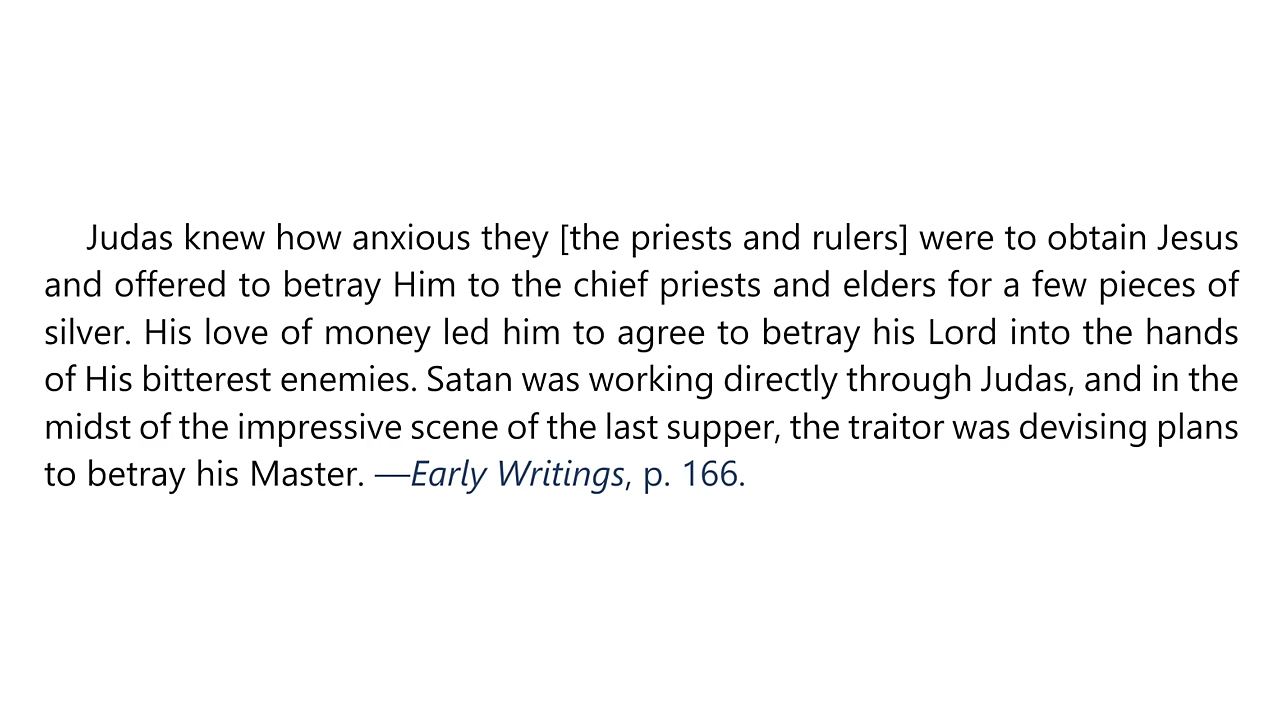 Judas knew how anxious they [the priests and rulers] were to obtain Jesus
and offered to betray Him to the chief priests and elders for a few pieces of
silver. His love of money led him to agree to betray his Lord into the hands
of His bitterest enemies. Satan was working directly through Judas, and in the
midst of the impressive scene of the last supper, the traitor was devising plans
to betray his Master. —Early Writings, p. 166.